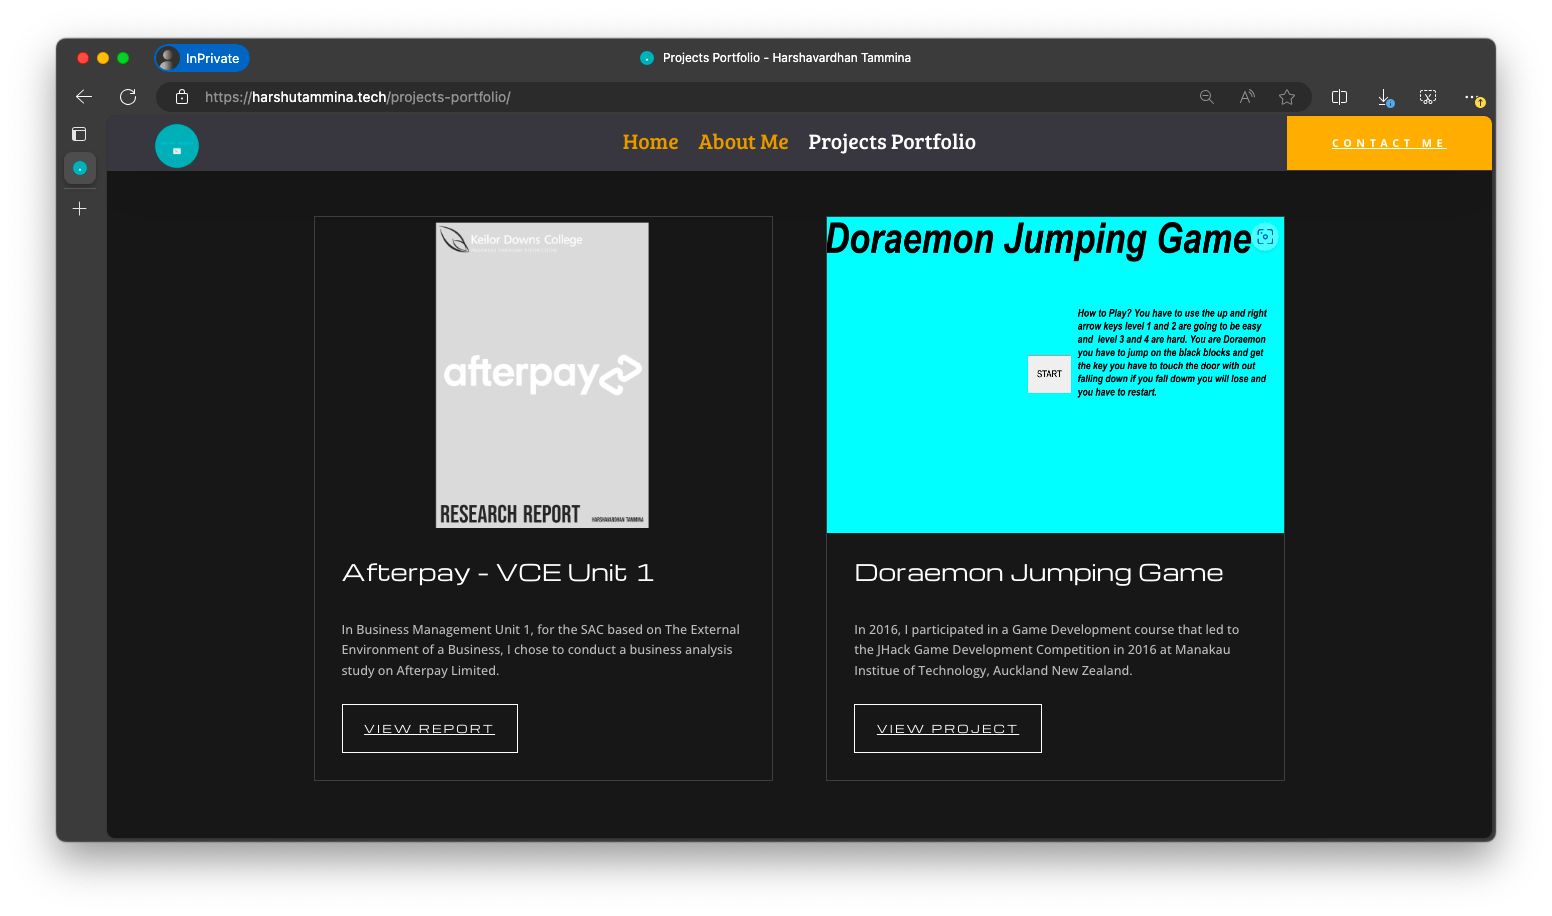 InPrivate
Projects Portfolio - Harshavardhan Tammina
https://harshutammina.tech/projects-portfolio/
Home About Me Projects Portfolio
CONTACT ME
Keilor Downs College
afterpay
RESEARCH REPORT
HARSHAVARDHAN TAMMINA
Afterpay - VCE Unit 1
In Business Management Unit 1, for the SAC based on The External
Environment of a Business, I chose to conduct a business analysis
study on Afterpay Limited.
VIEW REPORT
Doraemon Jumping Game
How to Play? You have to use the up and right
arrow keys level 1 and 2 are going to be easy
and level 3 and 4 are hard. You are Doraemon
you have to jump on the black blocks and get
the key you have to touch the door with out
falling down if you fall dowm you will lose and
you have to restart.
START
Doraemon Jumping Game
In 2016, I participated in a Game Development course that led to
the JHack Game Development Competition in 2016 at Manakau
Institue of Technology, Auckland New Zealand.
VIEW PROJECT